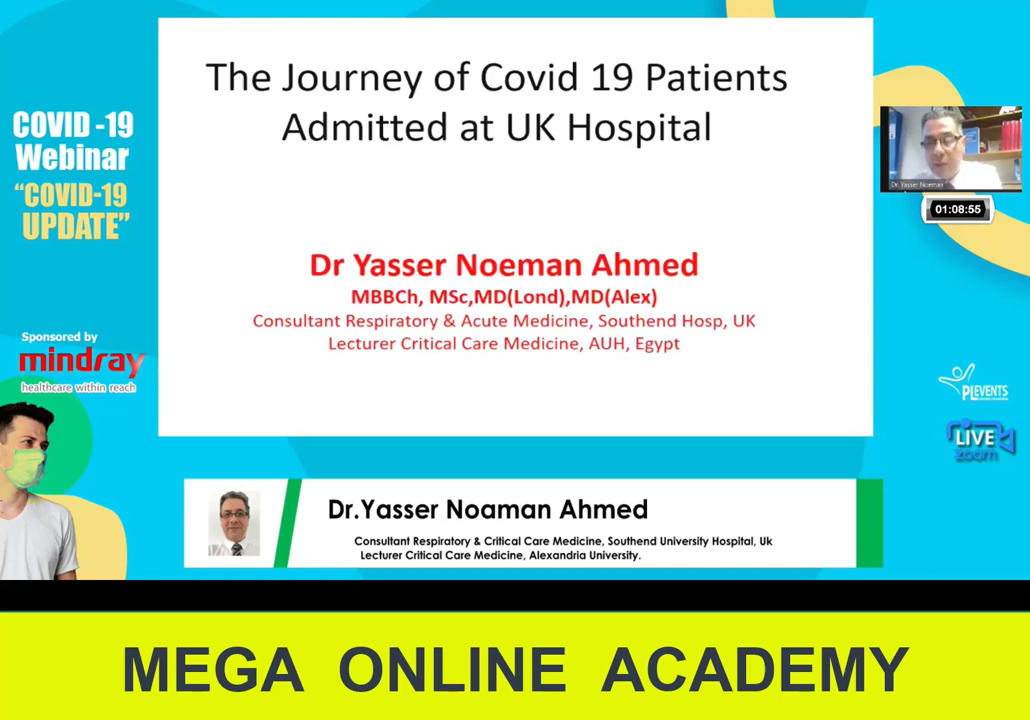 The Journey of Covid 19 Patients
Admitted at UK Hospital
COVID -19
Webinar
“COVID-19
UPDATE”
Dr Yasser Noeman
01:08:55
Dr Yasser Noeman Ahmed
MBBCh, MSc,MD(Lond),MD(Alex)
Consultant Respiratory & Acute Medicine, Southend Hosp, UK
Lecturer Critical Care Medicine, AUH, Egypt
Sponsored by
mindray
healthcare within reach
PLEVENTS
LIVE
zoom
Dr.Yasser Noaman Ahmed
Consultant Respiratory & Critical Care Medicine, Southend University Hospital, Uk
Lecturer Critical Care Medicine, Alexandria University.
MEGA ONLINE ACADEMY